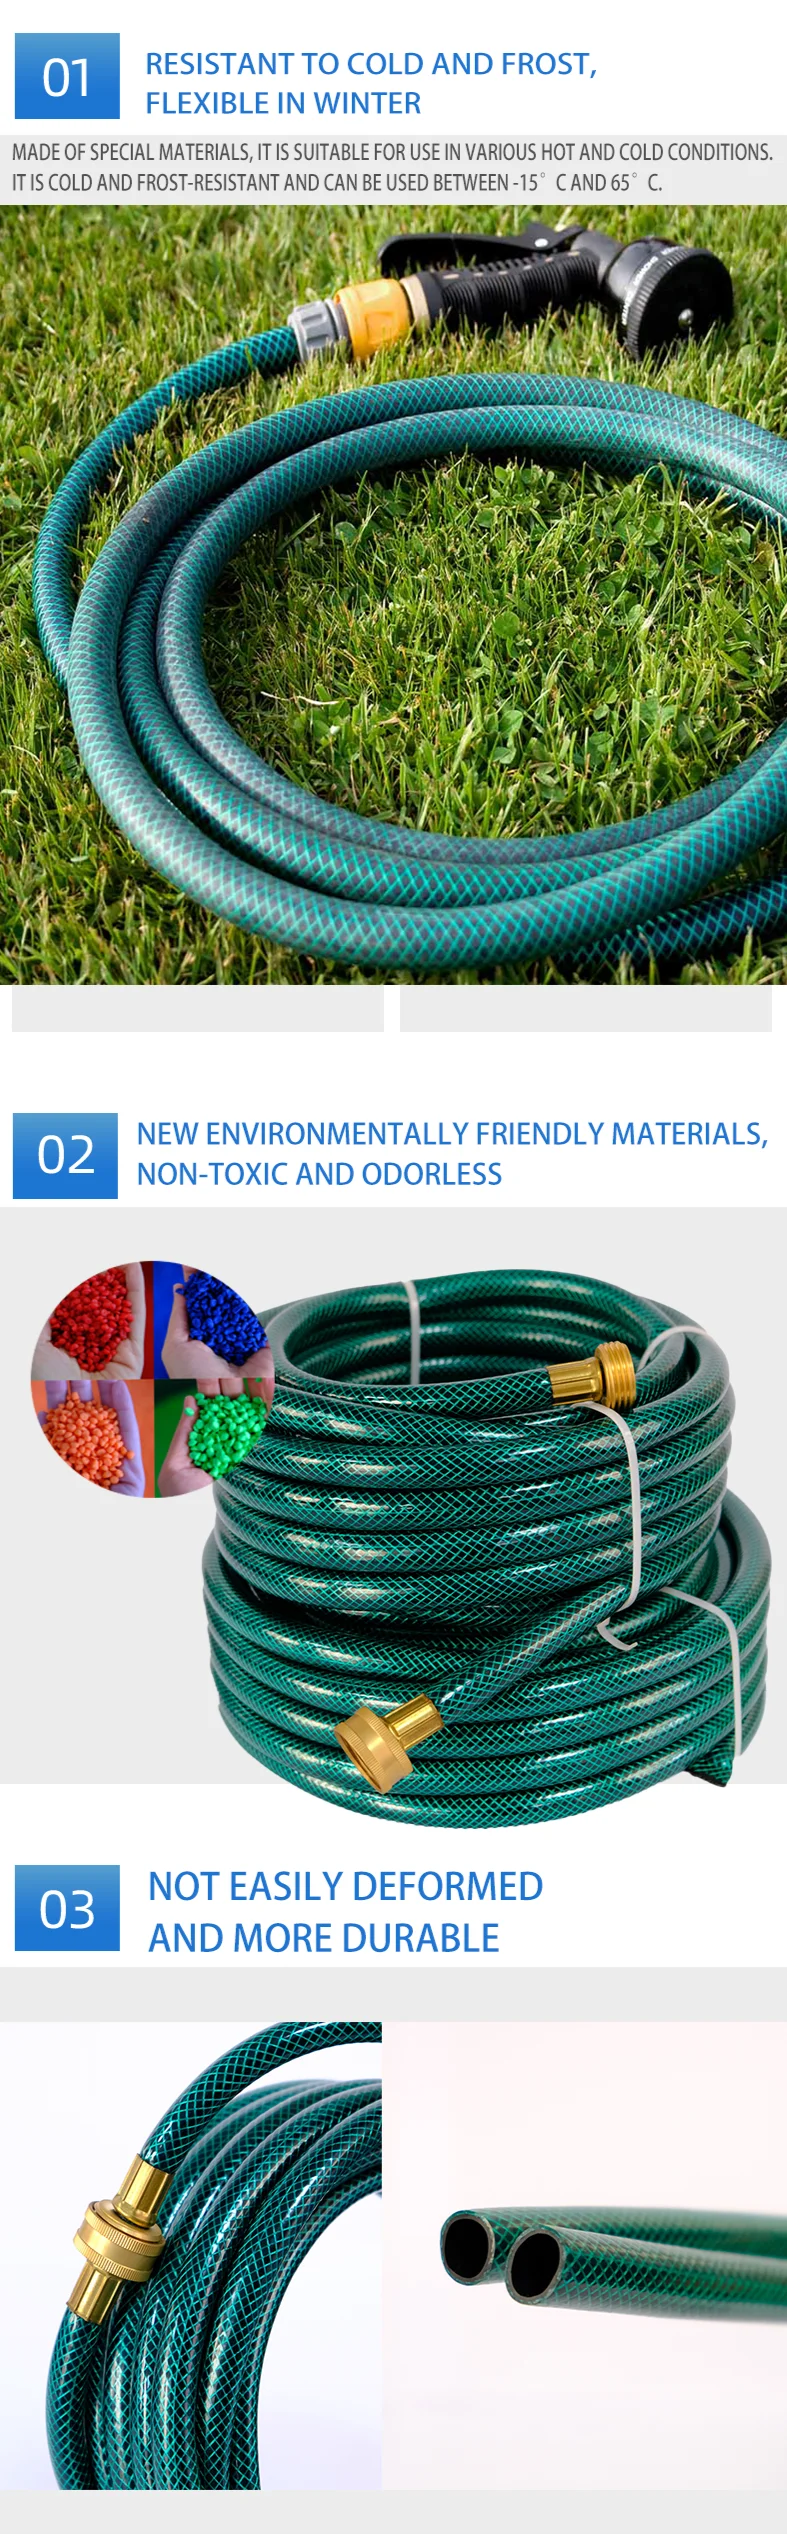 01
RESISTANT TO COLD AND FROST,
FLEXIBLE IN WINTER
MADE OF SPECIAL MATERIALS, IT IS SUITABLE FOR USE IN VARIOUS HOT AND COLD CONDITIONS.
IT IS COLD AND FROST-RESISTANT AND CAN BE USED BETWEEN -15° C AND 65° C.
SHOWER
02
NEW ENVIRONMENTALLY FRIENDLY MATERIALS,
NON-TOXIC AND ODORLESS
03
NOT EASILY DEFORMED
AND MORE DURABLE